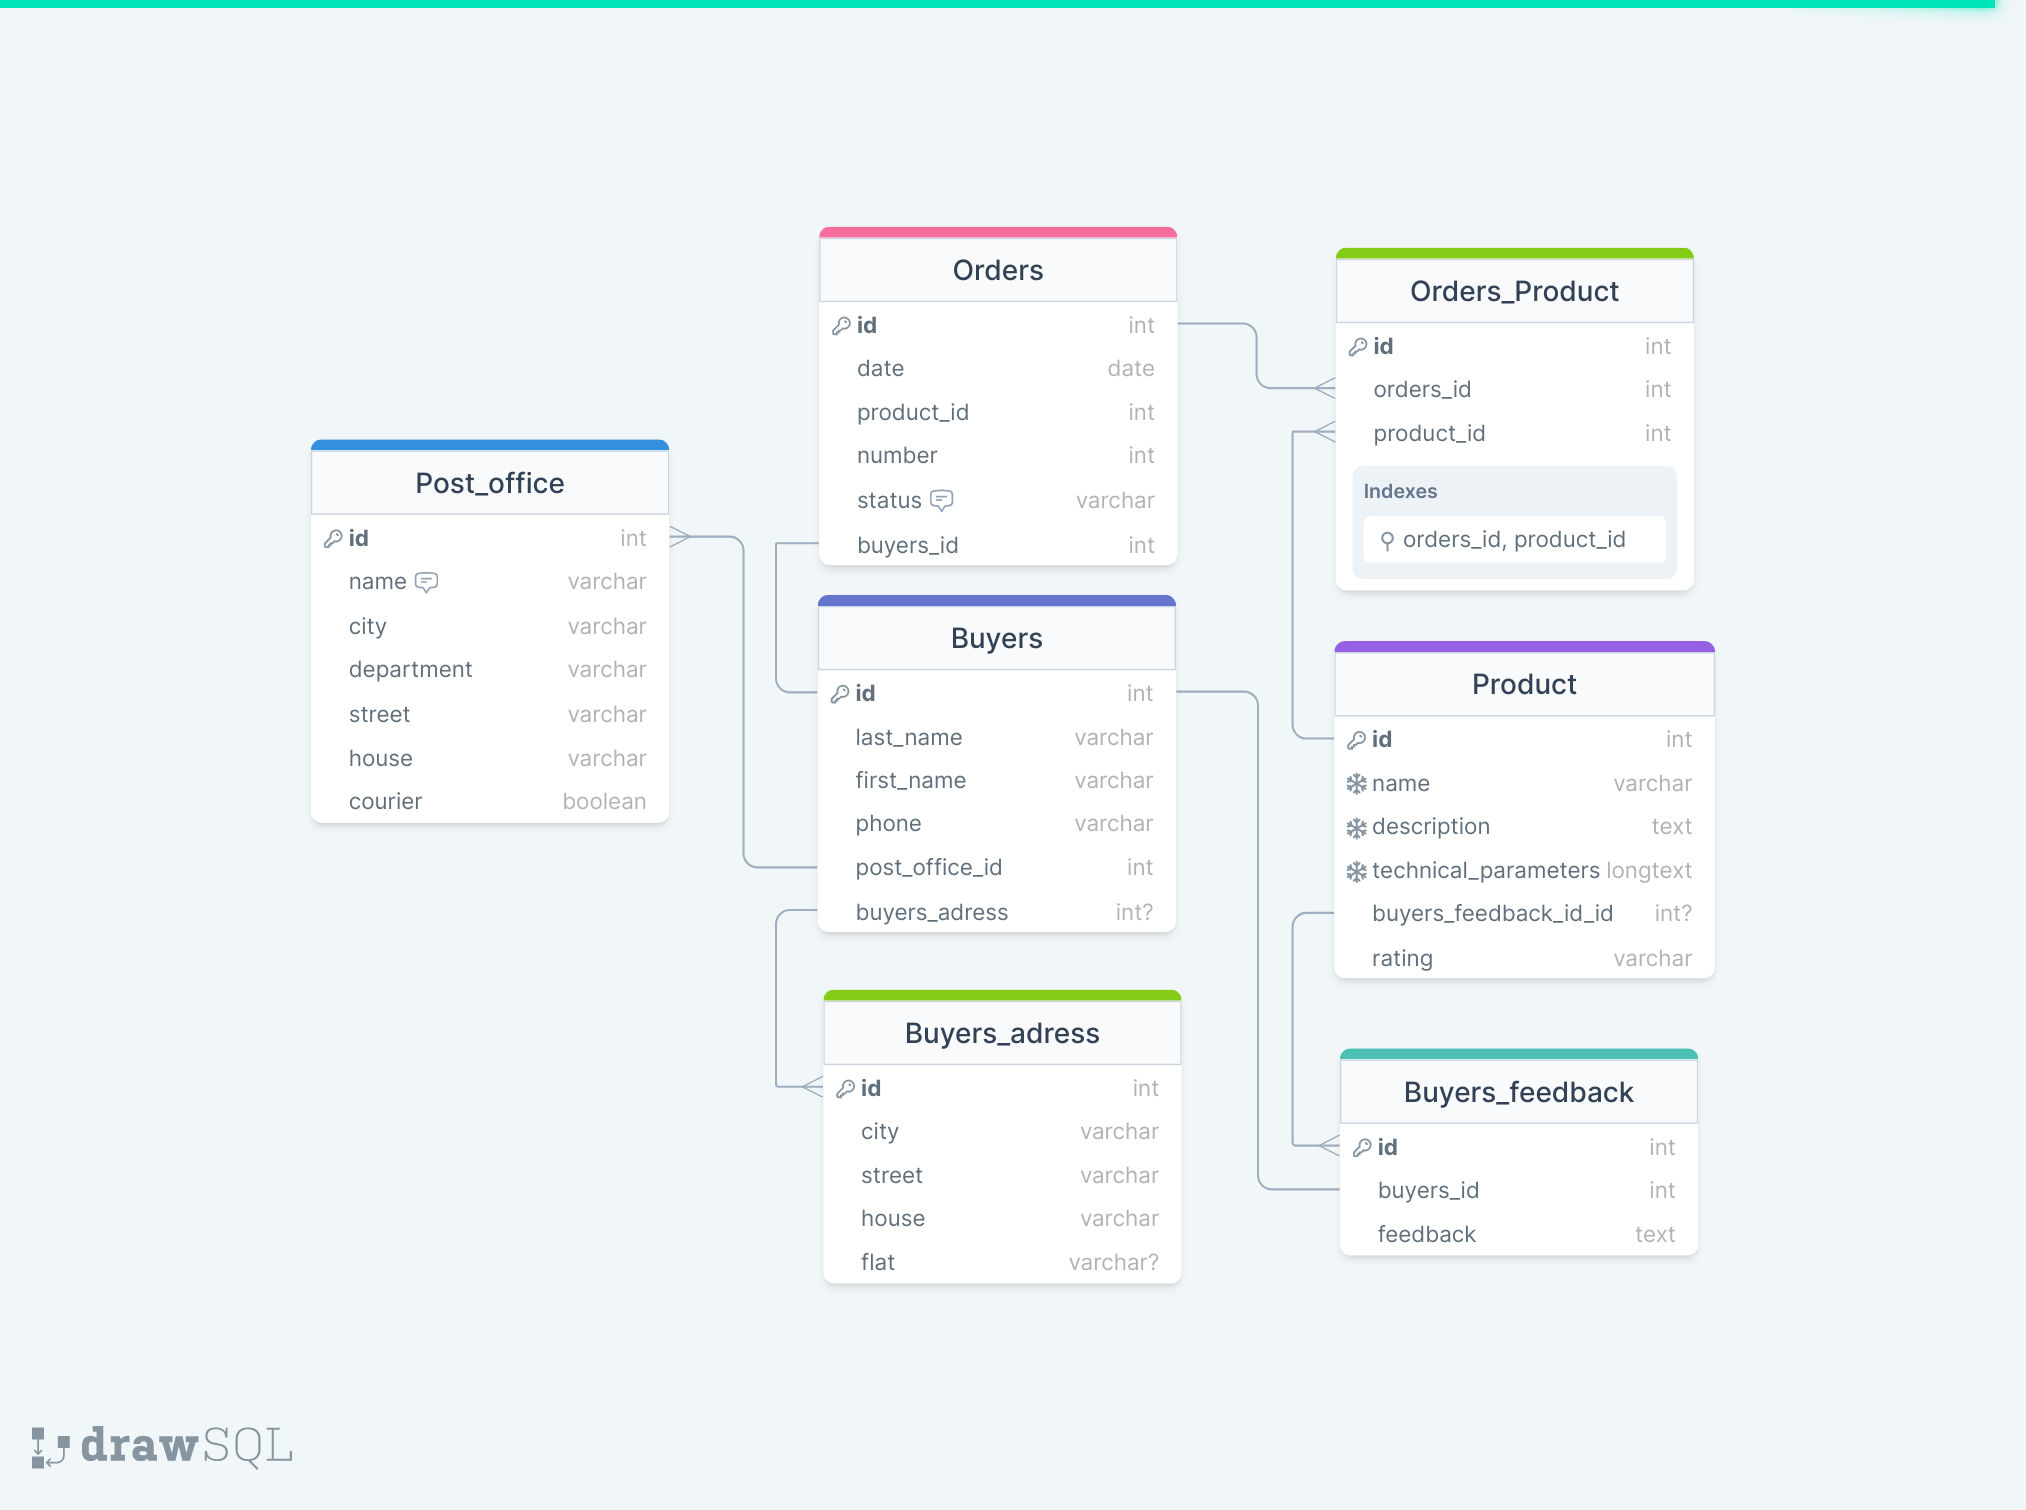 Orders
id int
date date
product_id int
number int
status varchar
buyers_id int
Orders_Product
id int
orders_id int
product_id int
Indexes
orders_id, product_id
Post_office
id int
name varchar
city varchar
department varchar
street varchar
house varchar
courier boolean
Buyers
id int
last_name varchar
first_name varchar
phone varchar
post_office_id int
buyers_adress int?
Product
id int
name varchar
description text
technical_parameters longtext
buyers_feedback_id_id int?
rating varchar
Buyers_adress
id int
city varchar
street varchar
house varchar
flat varchar?
Buyers_feedback
id int
buyers_id int
feedback text
drawSQL